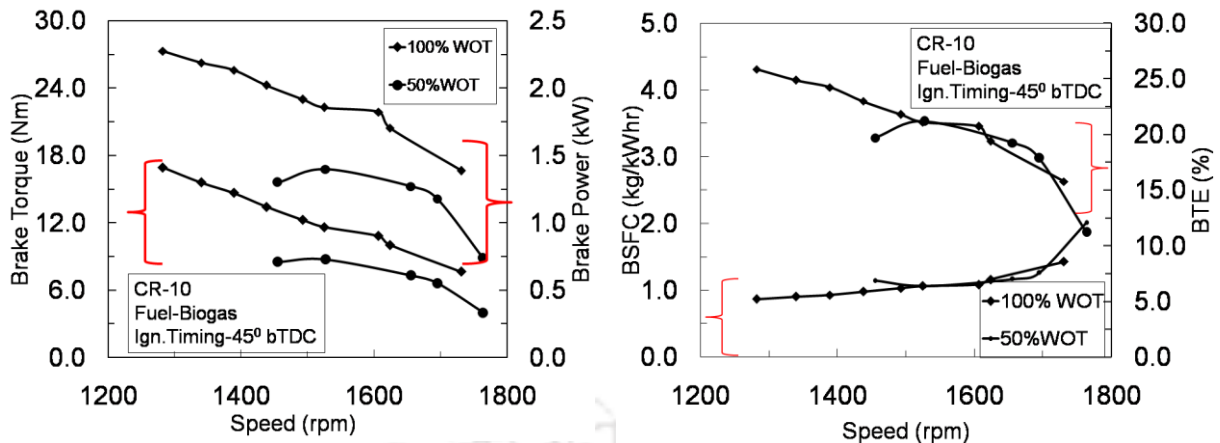 30.0
24.0
18.0
12.0
6.0
0.0
Brake Torque (Nm)
100% WOT
50%WOT
CR-10
Fuel-Biogas
Ign.Timing-45⁰ bTDC
2.5
2.0
1.5
1.0
0.5
0.0
Brake Power (kW)
1200 1400 1600 1800
Speed (rpm)
5.0
4.0
3.0
2.0
1.0
0.0
BSFC (kg/kWhr)
CR-10
Fuel-Biogas
Ign.Timing-45⁰ bTDC
100% WOT
50%WOT
30.0
25.0
20.0
15.0
10.0
5.0
0.0
BTE (%)
1200 1400 1600 1800
Speed (rpm)